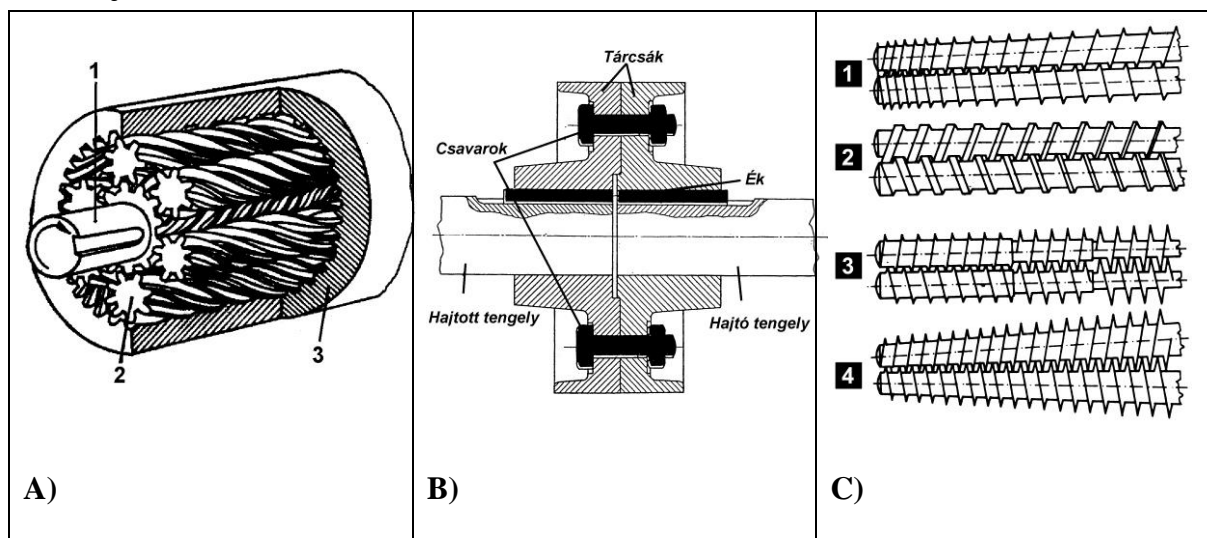 1
2
3
A)
Tárcsák
Csavarok
Ék
Hajtott tengely
Hajtó tengely
B)
1
2
3
4
C)